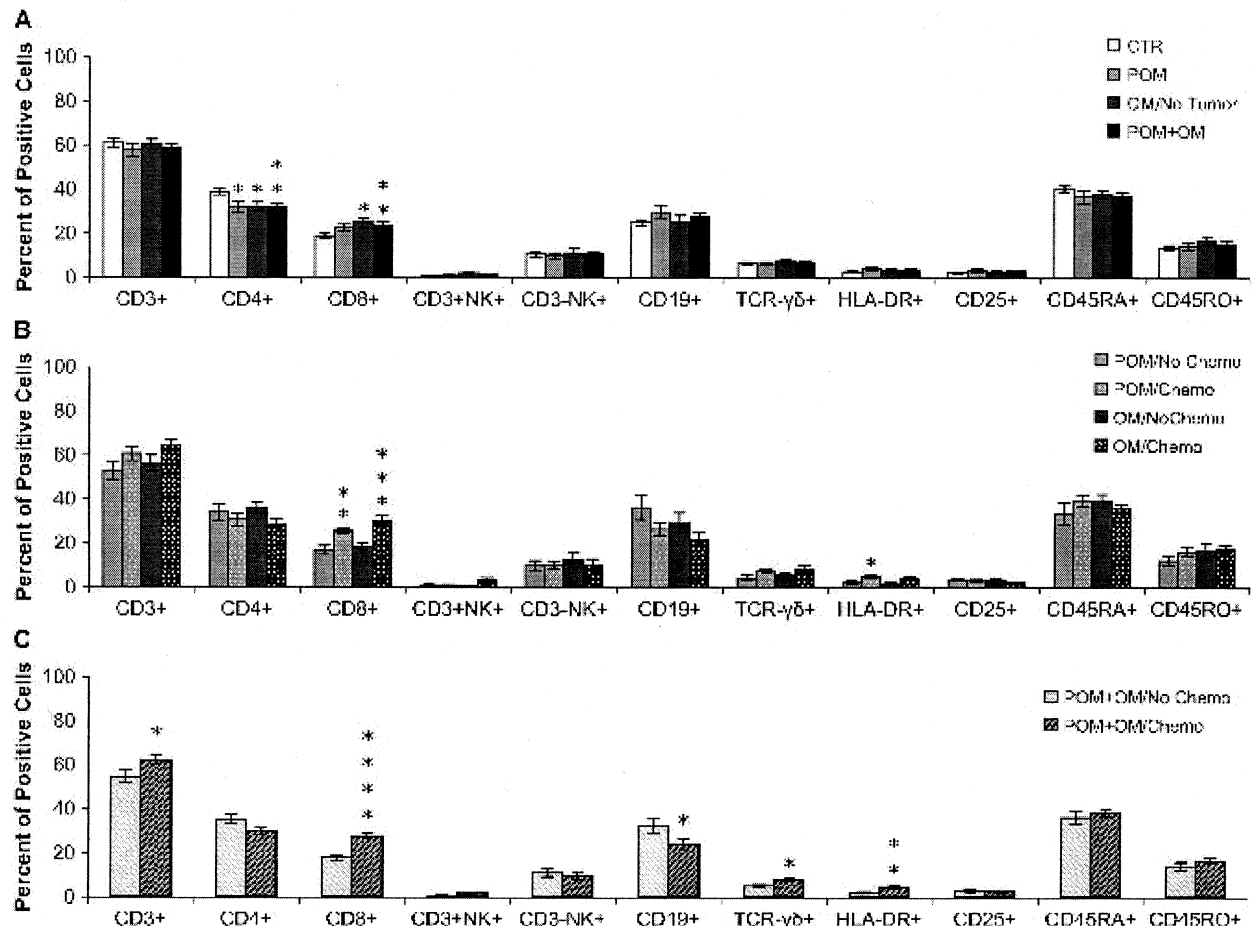 A
Percent of Positive Cells
100
80
60
40
20
0
CTR
POM
OM/No Tumor
POM+OM
* * * *
* * *
CD3+ CD4+ CD8+ CD3+NK+ CD3-NK+ CD19+ TCR-γδ+ HLA-DR+ CD25+ CD45RA+ CD45RO+
B
Percent of Positive Cells
100
80
60
40
20
0
POM/No Chemo
POM/Chemo
OM/NoChemo
OM/Chemo
* * * * *
*
CD3+ CD4+ CD8+ CD3+NK+ CD3-NK+ CD19+ TCR-γδ+ HLA-DR+ CD25+ CD45RA+ CD45RO+
C
Percent of Positive Cells
100
80
60
40
20
0
POM+OM/No Chemo
POM+OM/Chemo
*
* * * *
*
*
* *
CD3+ CD4+ CD8+ CD3+NK+ CD3-NK+ CD19+ TCR-γδ+ HLA-DR+ CD25+ CD45RA+ CD45RO+